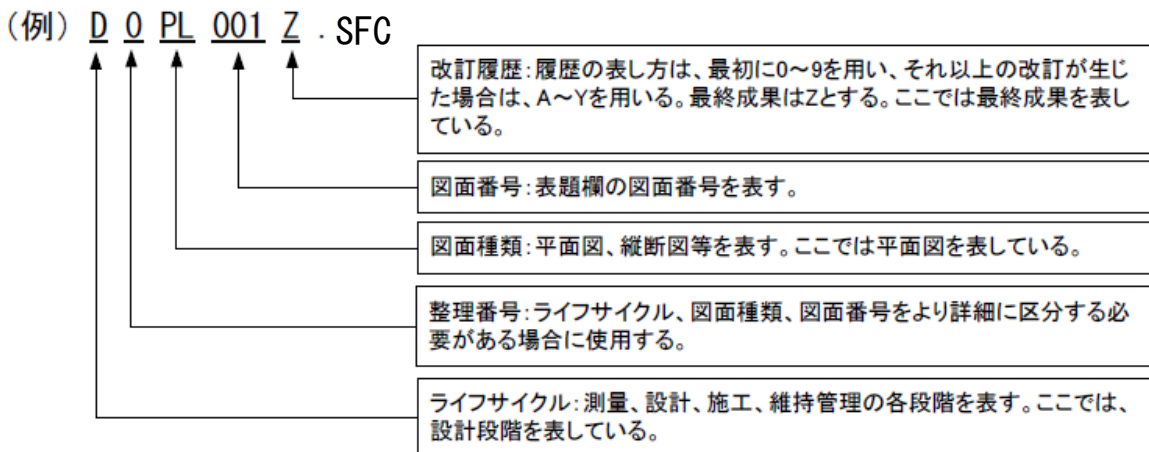 (例) D 0 PL 001 Z . SFC
改訂履歴:履歴の表し方は、最初に0～9を用い、それ以上の改訂が生じ
た場合は、A～Yを用いる。最終成果はZとする。ここでは最終成果を表し
ている。
図面番号:表題欄の図面番号を表す。
図面種類:平面図、縦断図等を表す。ここでは平面図を表している。
整理番号:ライフサイクル、図面種類、図面番号をより詳細に区分する必
要がある場合に使用する。
ライフサイクル:測量、設計、施工、維持管理の各段階を表す。ここでは、
設計段階を表している。